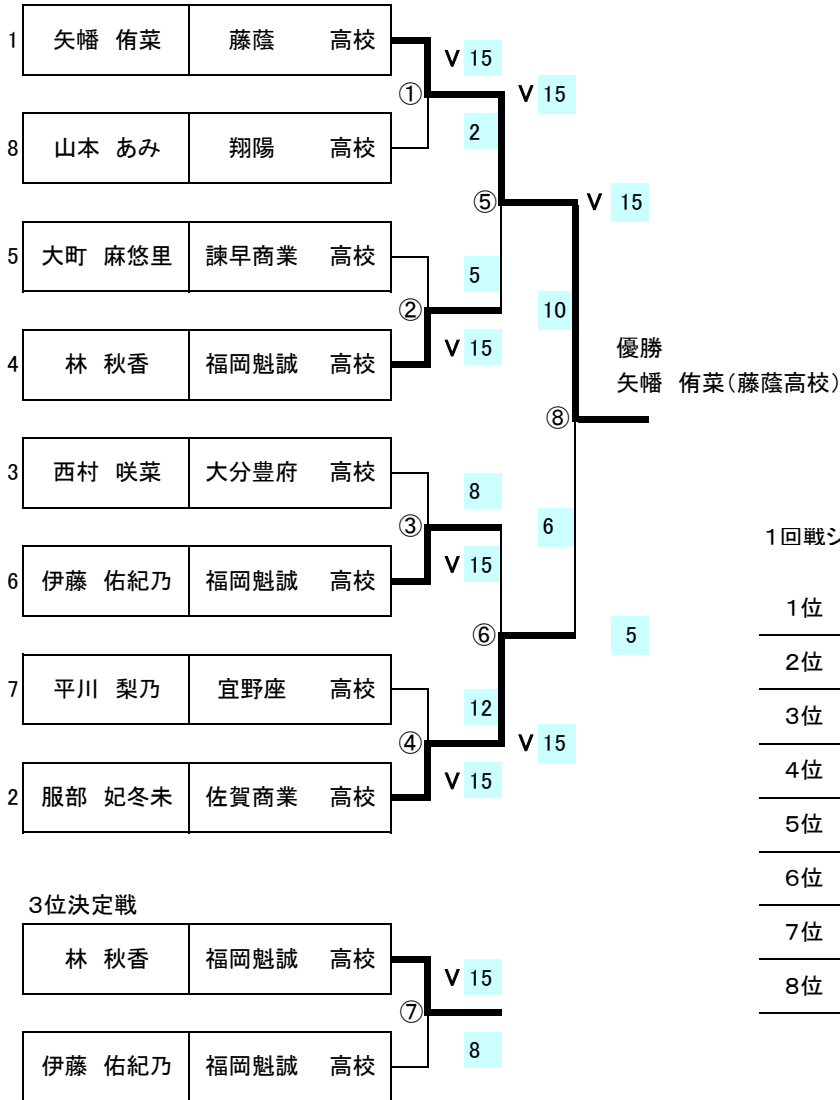 1 矢幡 侑菜 藤蔭 高校
V 15
① V 15
2
8 山本 あみ 翔陽 高校
⑤ V 15
5 大町 麻悠里 諫早商業 高校
5
② 10
V 15
4 林 秋香 福岡魁誠 高校
優勝
矢幡 侑菜(藤蔭高校)
⑧
3 西村 咲菜 大分豊府 高校
8
③ 6
1回戦シ
V 15
6 伊藤 佑紀乃 福岡魁誠 高校
1位
⑥ 5
2位
7 平川 梨乃 宜野座 高校
12
3位
④ V 15
4位
V 15
2 服部 妃冬未 佐賀商業 高校
5位
6位
3位決定戦
7位
林 秋香 福岡魁誠 高校
V 15
8位
⑦
8
伊藤 佑紀乃 福岡魁誠 高校